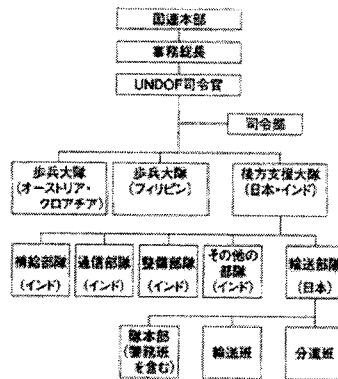 国連本部
事務総長
UNDOF司令官
司令部
歩兵大隊
(オーストリア・
クロアチア)
歩兵大隊
(フィリピン)
後方支援大隊
(日本・インド)
補給部隊
(インド)
通信部隊
(インド)
整備部隊
(インド)
その他の
部隊
(インド)
輸送部隊
(日本)
隊本部
(業務班
を含む)
輸送班
分遣班